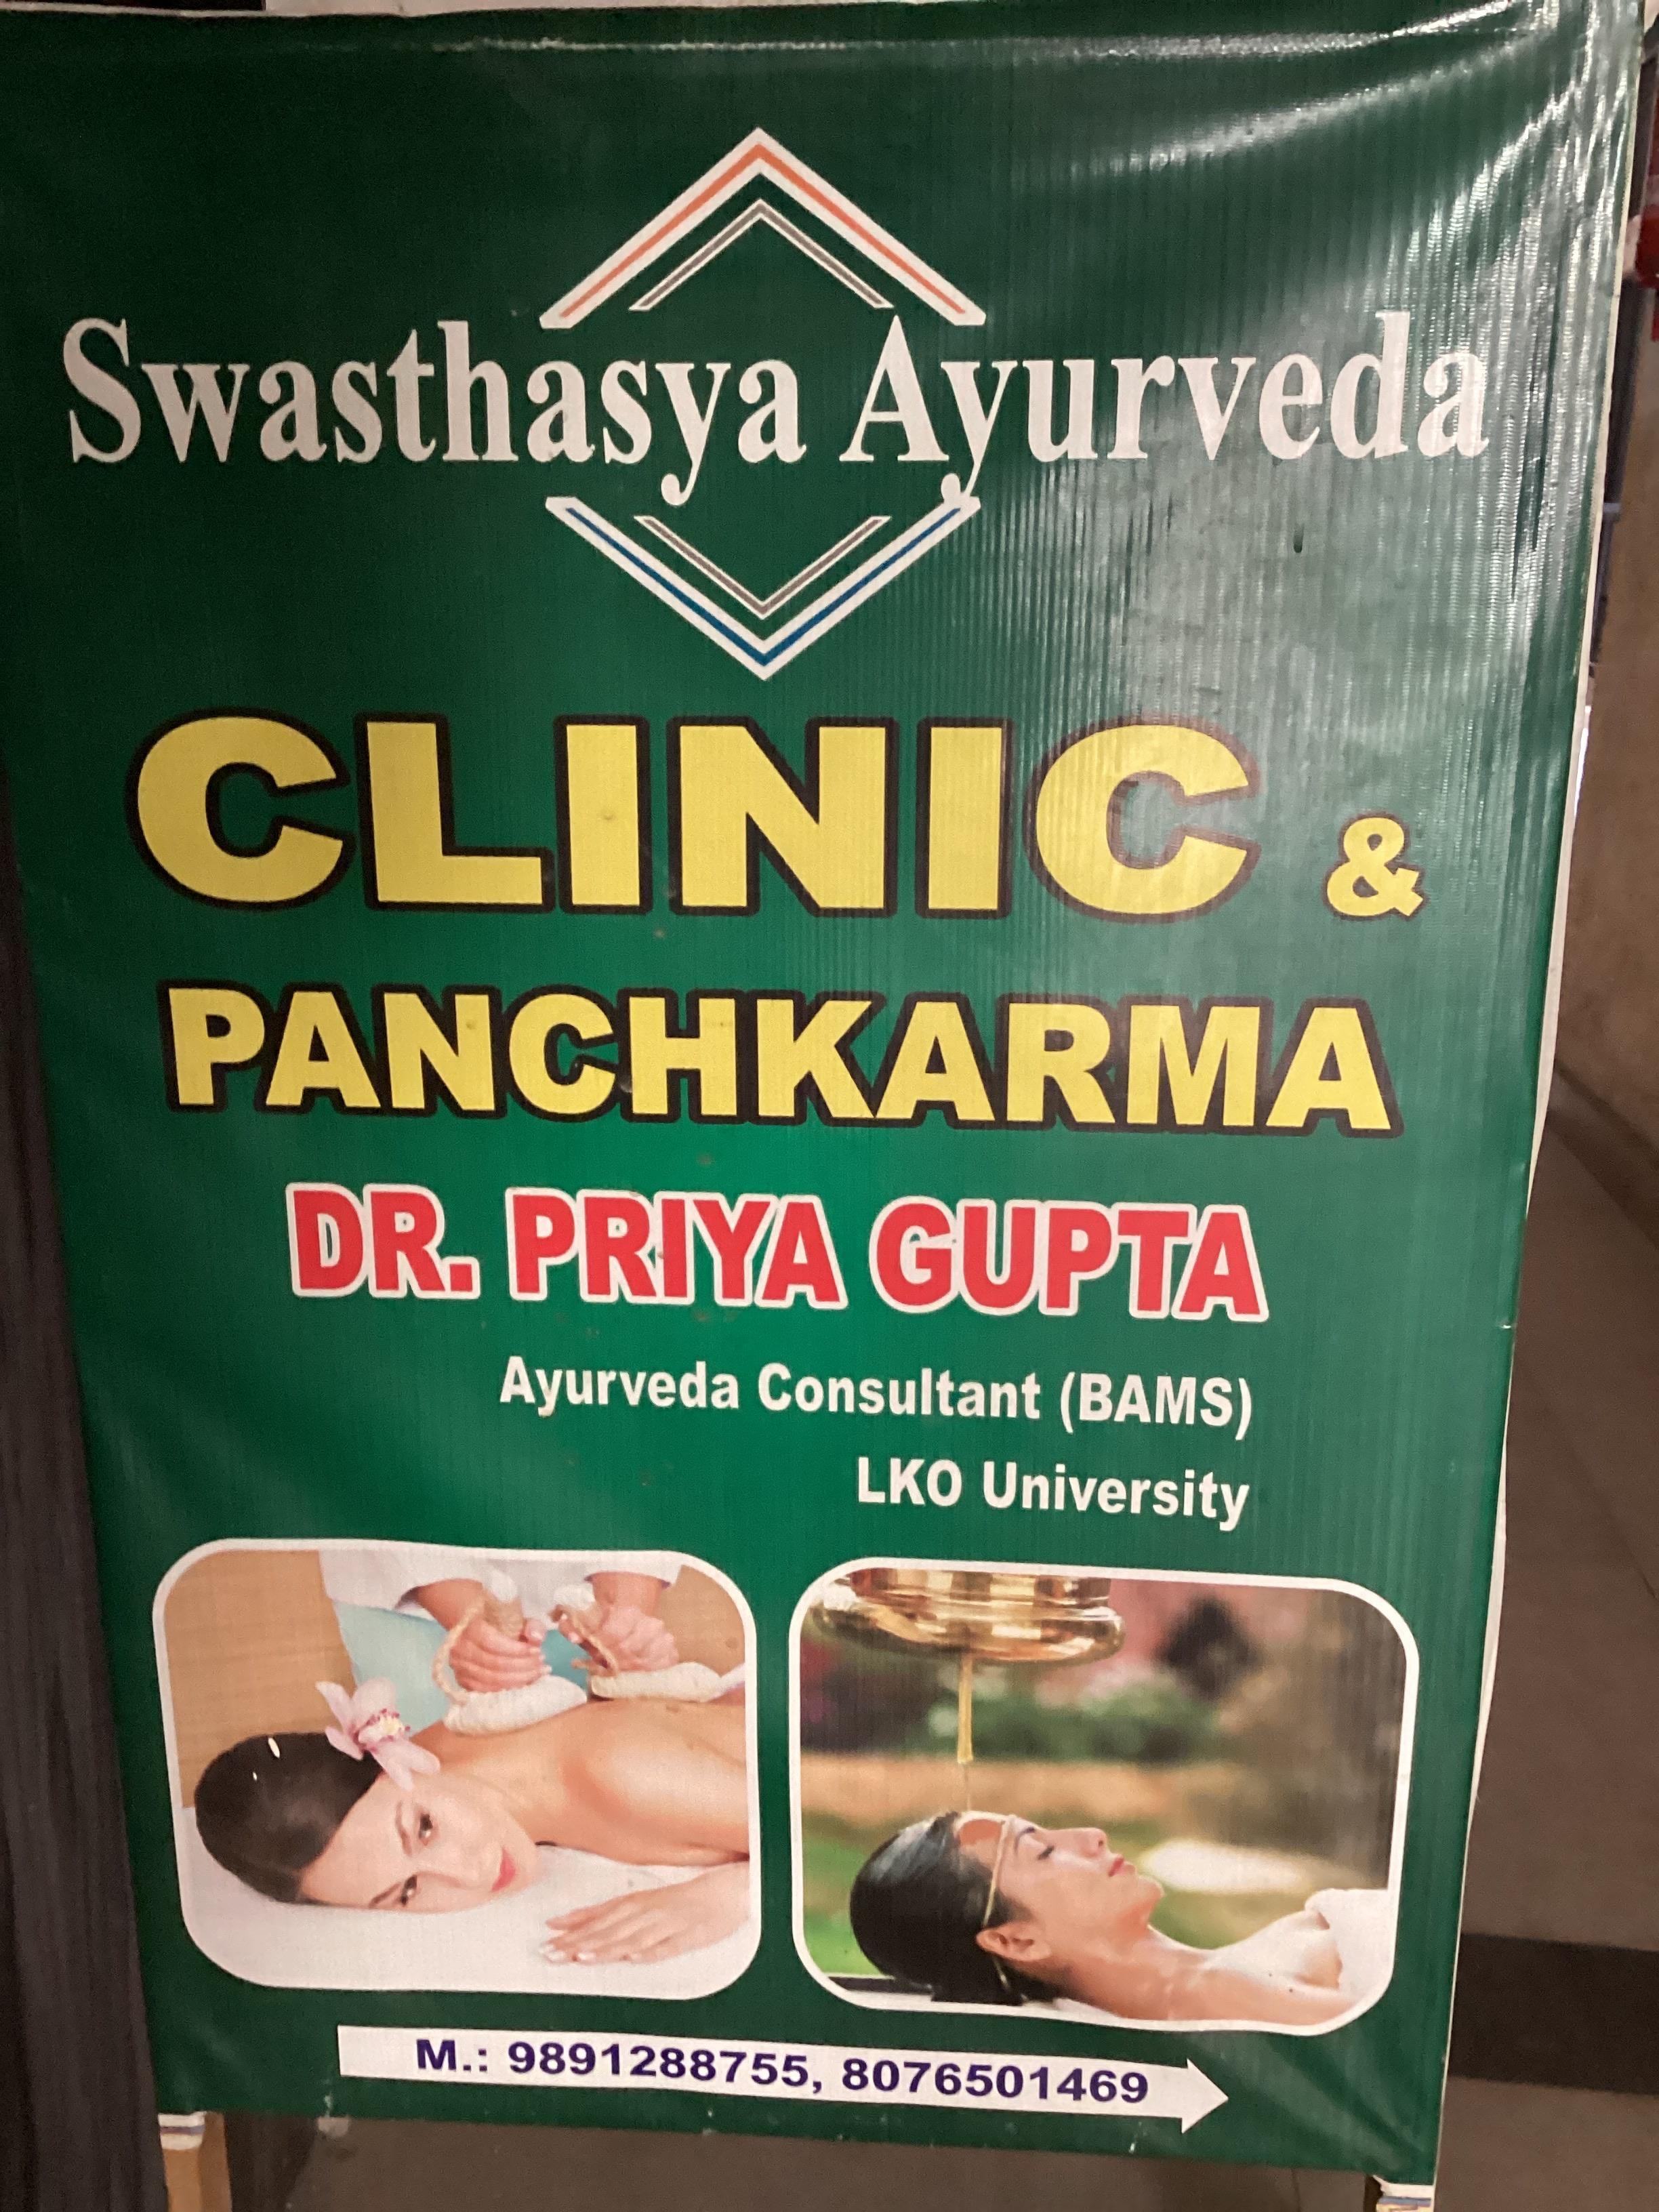 Swasthasya Ayurveda
CLINIC &
PANCHKARMA
DR. PRIYA GUPTA
Ayurveda Consultant (BAMS)
LKO University
M.: 9891288755, 8076501469